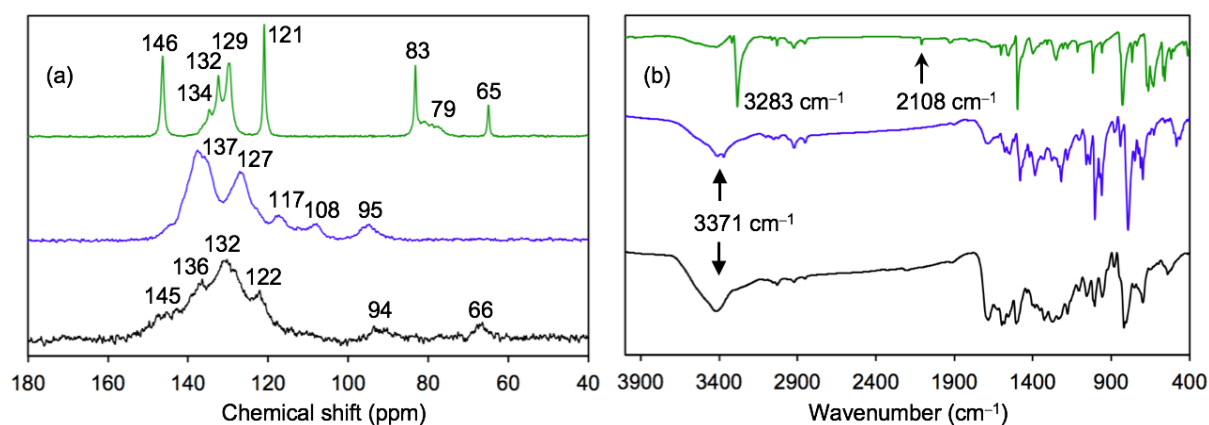 (a)
146
134
132
129
121
83
79
65
137
127
117
108
95
145
136
132
122
94
66
180 160 140 120 100 80 60 40
Chemical shift (ppm)
(b)
3283 cm⁻¹
2108 cm⁻¹
3371 cm⁻¹
3900 3400 2900 2400 1900 1400 900 400
Wavenumber (cm⁻¹)